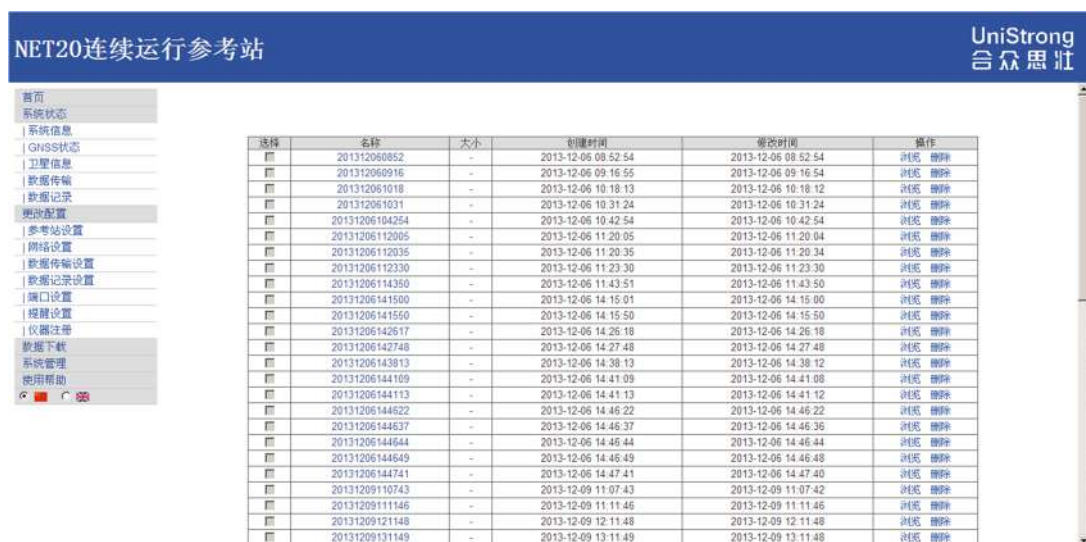 NET20连续运行参考站
UniStrong
合众思壮
首页
系统状态
|系统信息
|GNSS状态
|卫星信息
|数据传输
|数据记录
更改配置
|参考站设置
|网络设置
|数据传输设置
|数据记录设置
|端口设置
|提醒设置
|仪器注册
数据下载
系统管理
使用帮助
选择 名称 大小 创建时间 修改时间 操作
201312060852 - 2013-12-06 08:52:54 2013-12-06 08:52:54 浏览 删除
201312060916 - 2013-12-06 09:16:55 2013-12-06 09:16:54 浏览 删除
201312061018 - 2013-12-06 10:18:13 2013-12-06 10:18:12 浏览 删除
201312061031 - 2013-12-06 10:31:24 2013-12-06 10:31:24 浏览 删除
20131206104254 - 2013-12-06 10:42:54 2013-12-06 10:42:54 浏览 删除
20131206112005 - 2013-12-06 11:20:05 2013-12-06 11:20:04 浏览 删除
20131206112035 - 2013-12-06 11:20:35 2013-12-06 11:20:34 浏览 删除
20131206112330 - 2013-12-06 11:23:30 2013-12-06 11:23:30 浏览 删除
20131206114350 - 2013-12-06 11:43:51 2013-12-06 11:43:50 浏览 删除
20131206141500 - 2013-12-06 14:15:01 2013-12-06 14:15:00 浏览 删除
20131206141550 - 2013-12-06 14:15:50 2013-12-06 14:15:50 浏览 删除
20131206142617 - 2013-12-06 14:26:18 2013-12-06 14:26:18 浏览 删除
20131206142748 - 2013-12-06 14:27:48 2013-12-06 14:27:48 浏览 删除
20131206143813 - 2013-12-06 14:38:13 2013-12-06 14:38:12 浏览 删除
20131206144109 - 2013-12-06 14:41:09 2013-12-06 14:41:08 浏览 删除
20131206144113 - 2013-12-06 14:41:13 2013-12-06 14:41:12 浏览 删除
20131206144622 - 2013-12-06 14:46:22 2013-12-06 14:46:22 浏览 删除
20131206144637 - 2013-12-06 14:46:37 2013-12-06 14:46:36 浏览 删除
20131206144644 - 2013-12-06 14:46:44 2013-12-06 14:46:44 浏览 删除
20131206144649 - 2013-12-06 14:46:49 2013-12-06 14:46:48 浏览 删除
20131206144741 - 2013-12-06 14:47:41 2013-12-06 14:47:40 浏览 删除
20131209110743 - 2013-12-09 11:07:43 2013-12-09 11:07:42 浏览 删除
20131209111146 - 2013-12-09 11:11:46 2013-12-09 11:11:46 浏览 删除
20131209121148 - 2013-12-09 12:11:48 2013-12-09 12:11:48 浏览 删除
20131209131149 - 2013-12-09 13:11:49 2013-12-09 13:11:48 浏览 删除